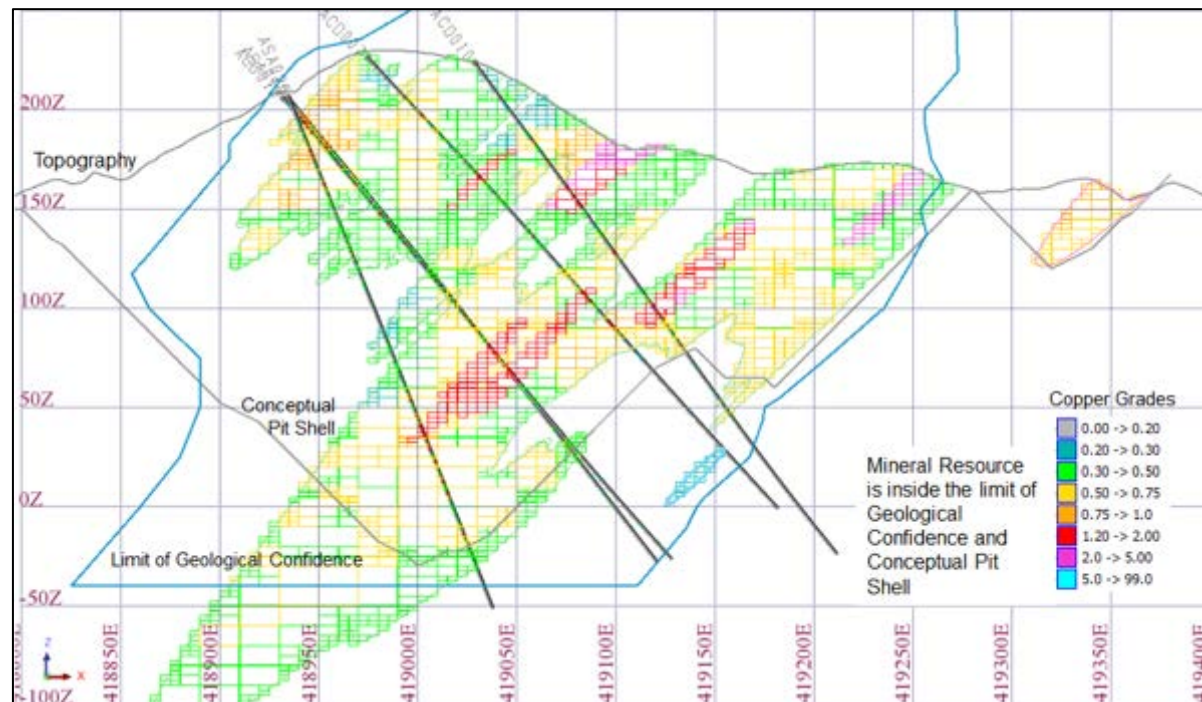 ACD010
200Z
Topography
150Z
100Z
Conceptual
Pit Shell
50Z
0Z
Limit of Geological Confidence
-50Z
-100Z
Mineral Resource
is inside the limit of
Geological
Confidence and
Conceptual Pit
Shell
Copper Grades
0.00 -> 0.20
0.20 -> 0.30
0.30 -> 0.50
0.50 -> 0.75
0.75 -> 1.0
1.20 -> 2.00
2.0 -> 5.00
5.0 -> 99.0
z
x
418850E
418900E
418950E
419000E
419050E
419100E
419150E
419200E
419250E
419300E
419350E